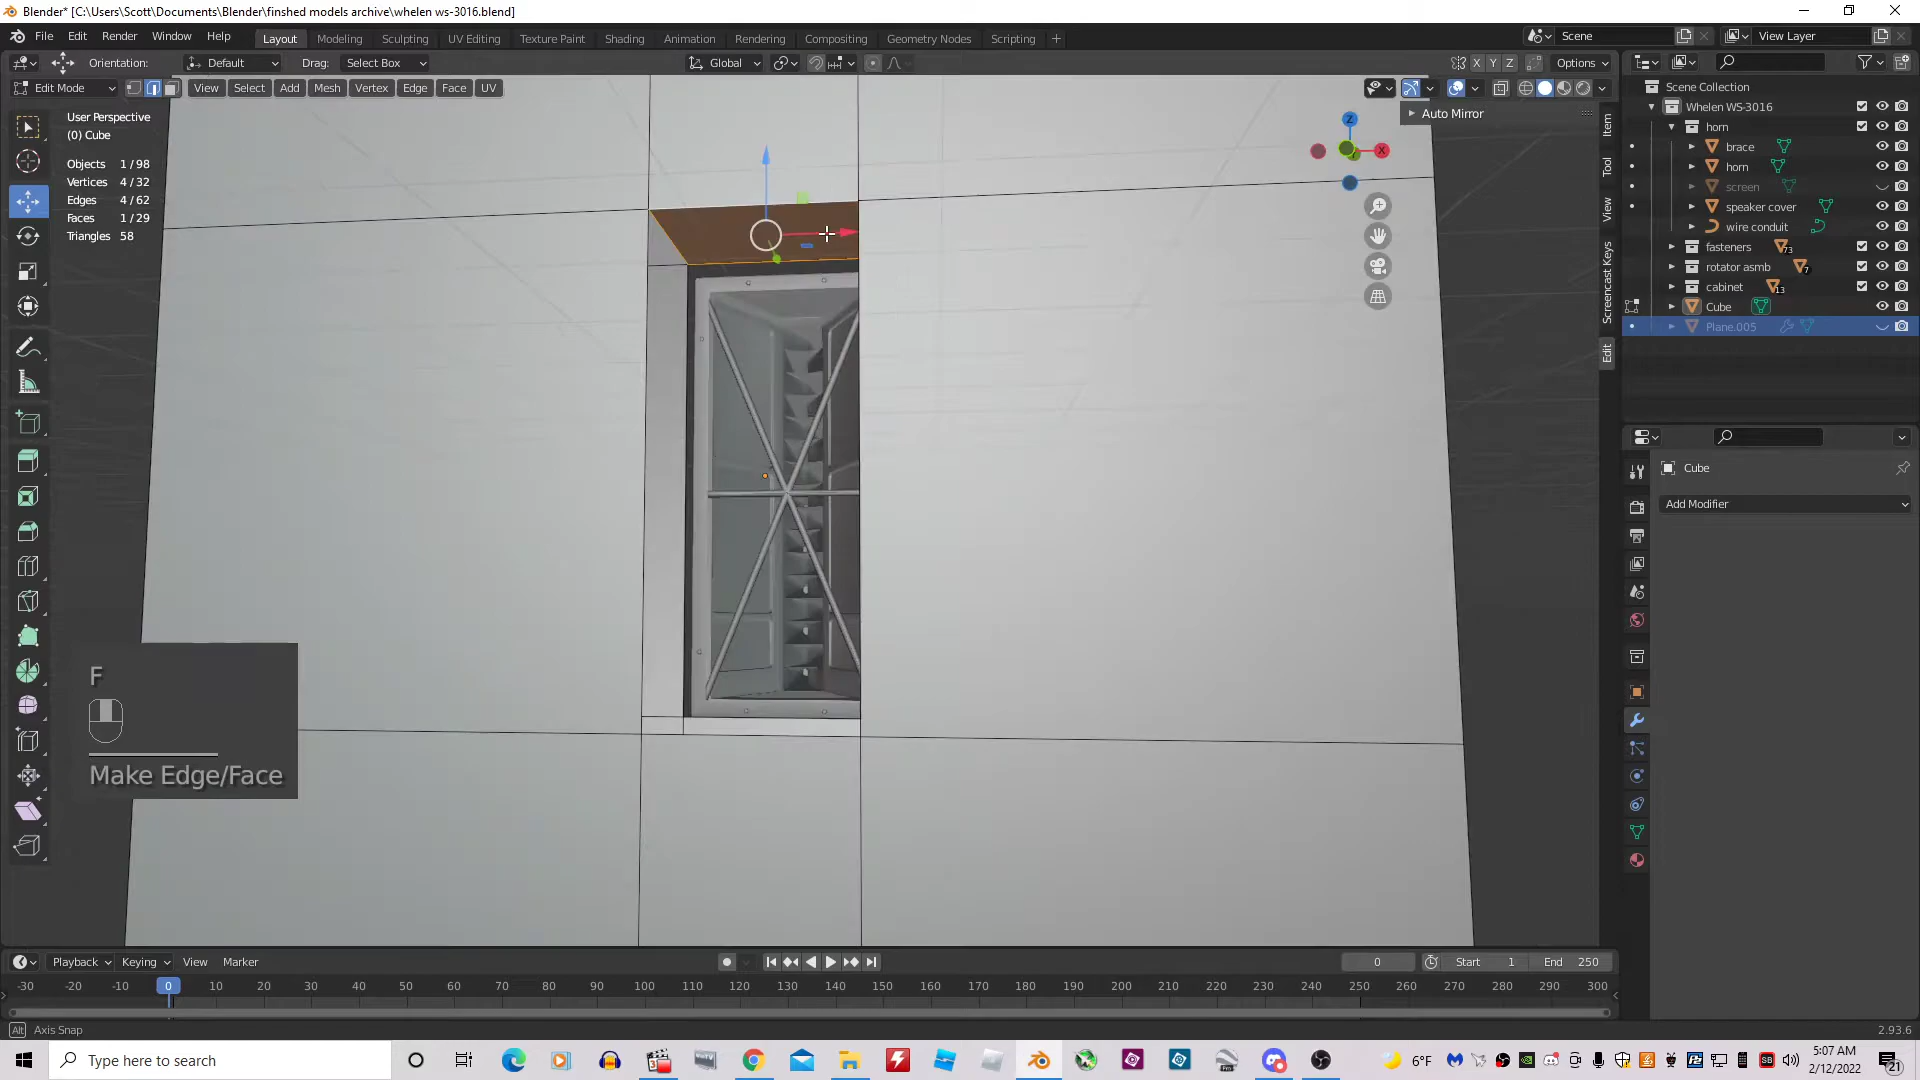 Blender* [C:\Users\Scott\Documents\Blender\finshed models archive\whelen ws-3016.blend]
File Edit Render Window Help Layout Modeling Sculpting UV Editing Texture Paint Shading Animation Rendering Compositing Geometry Nodes Scripting + Scene View Layer
Orientation: Default Drag: Select Box Global X Y Z Options
Edit Mode View Select Add Mesh Vertex Edge Face UV
User Perspective
(0) Cube
Objects 1/98
Vertices 4/32
Edges 4/62
Faces 1/29
Triangles 58
Auto Mirror
Z
X
Item
Tool
View
Screencast Keys
Edit
Scene Collection
Whelen WS-3016
horn
brace
horn
screen
speaker cover
wire conduit
fasteners 73
rotator asmb 7
cabinet 13
Cube
Plane.005
Cube
Add Modifier
F
Make Edge/Face
Playback Keying View Marker 0 Start 1 End 250
-30 -20 -10 0 10 20 30 40 50 60 70 80 90 100 110 120 130 140 150 160 170 180 190 200 210 220 230 240 250 260 270 280 290 300
Alt Axis Snap 2.93.6
Type here to search
6°F
5:07 AM
2/12/2022
21